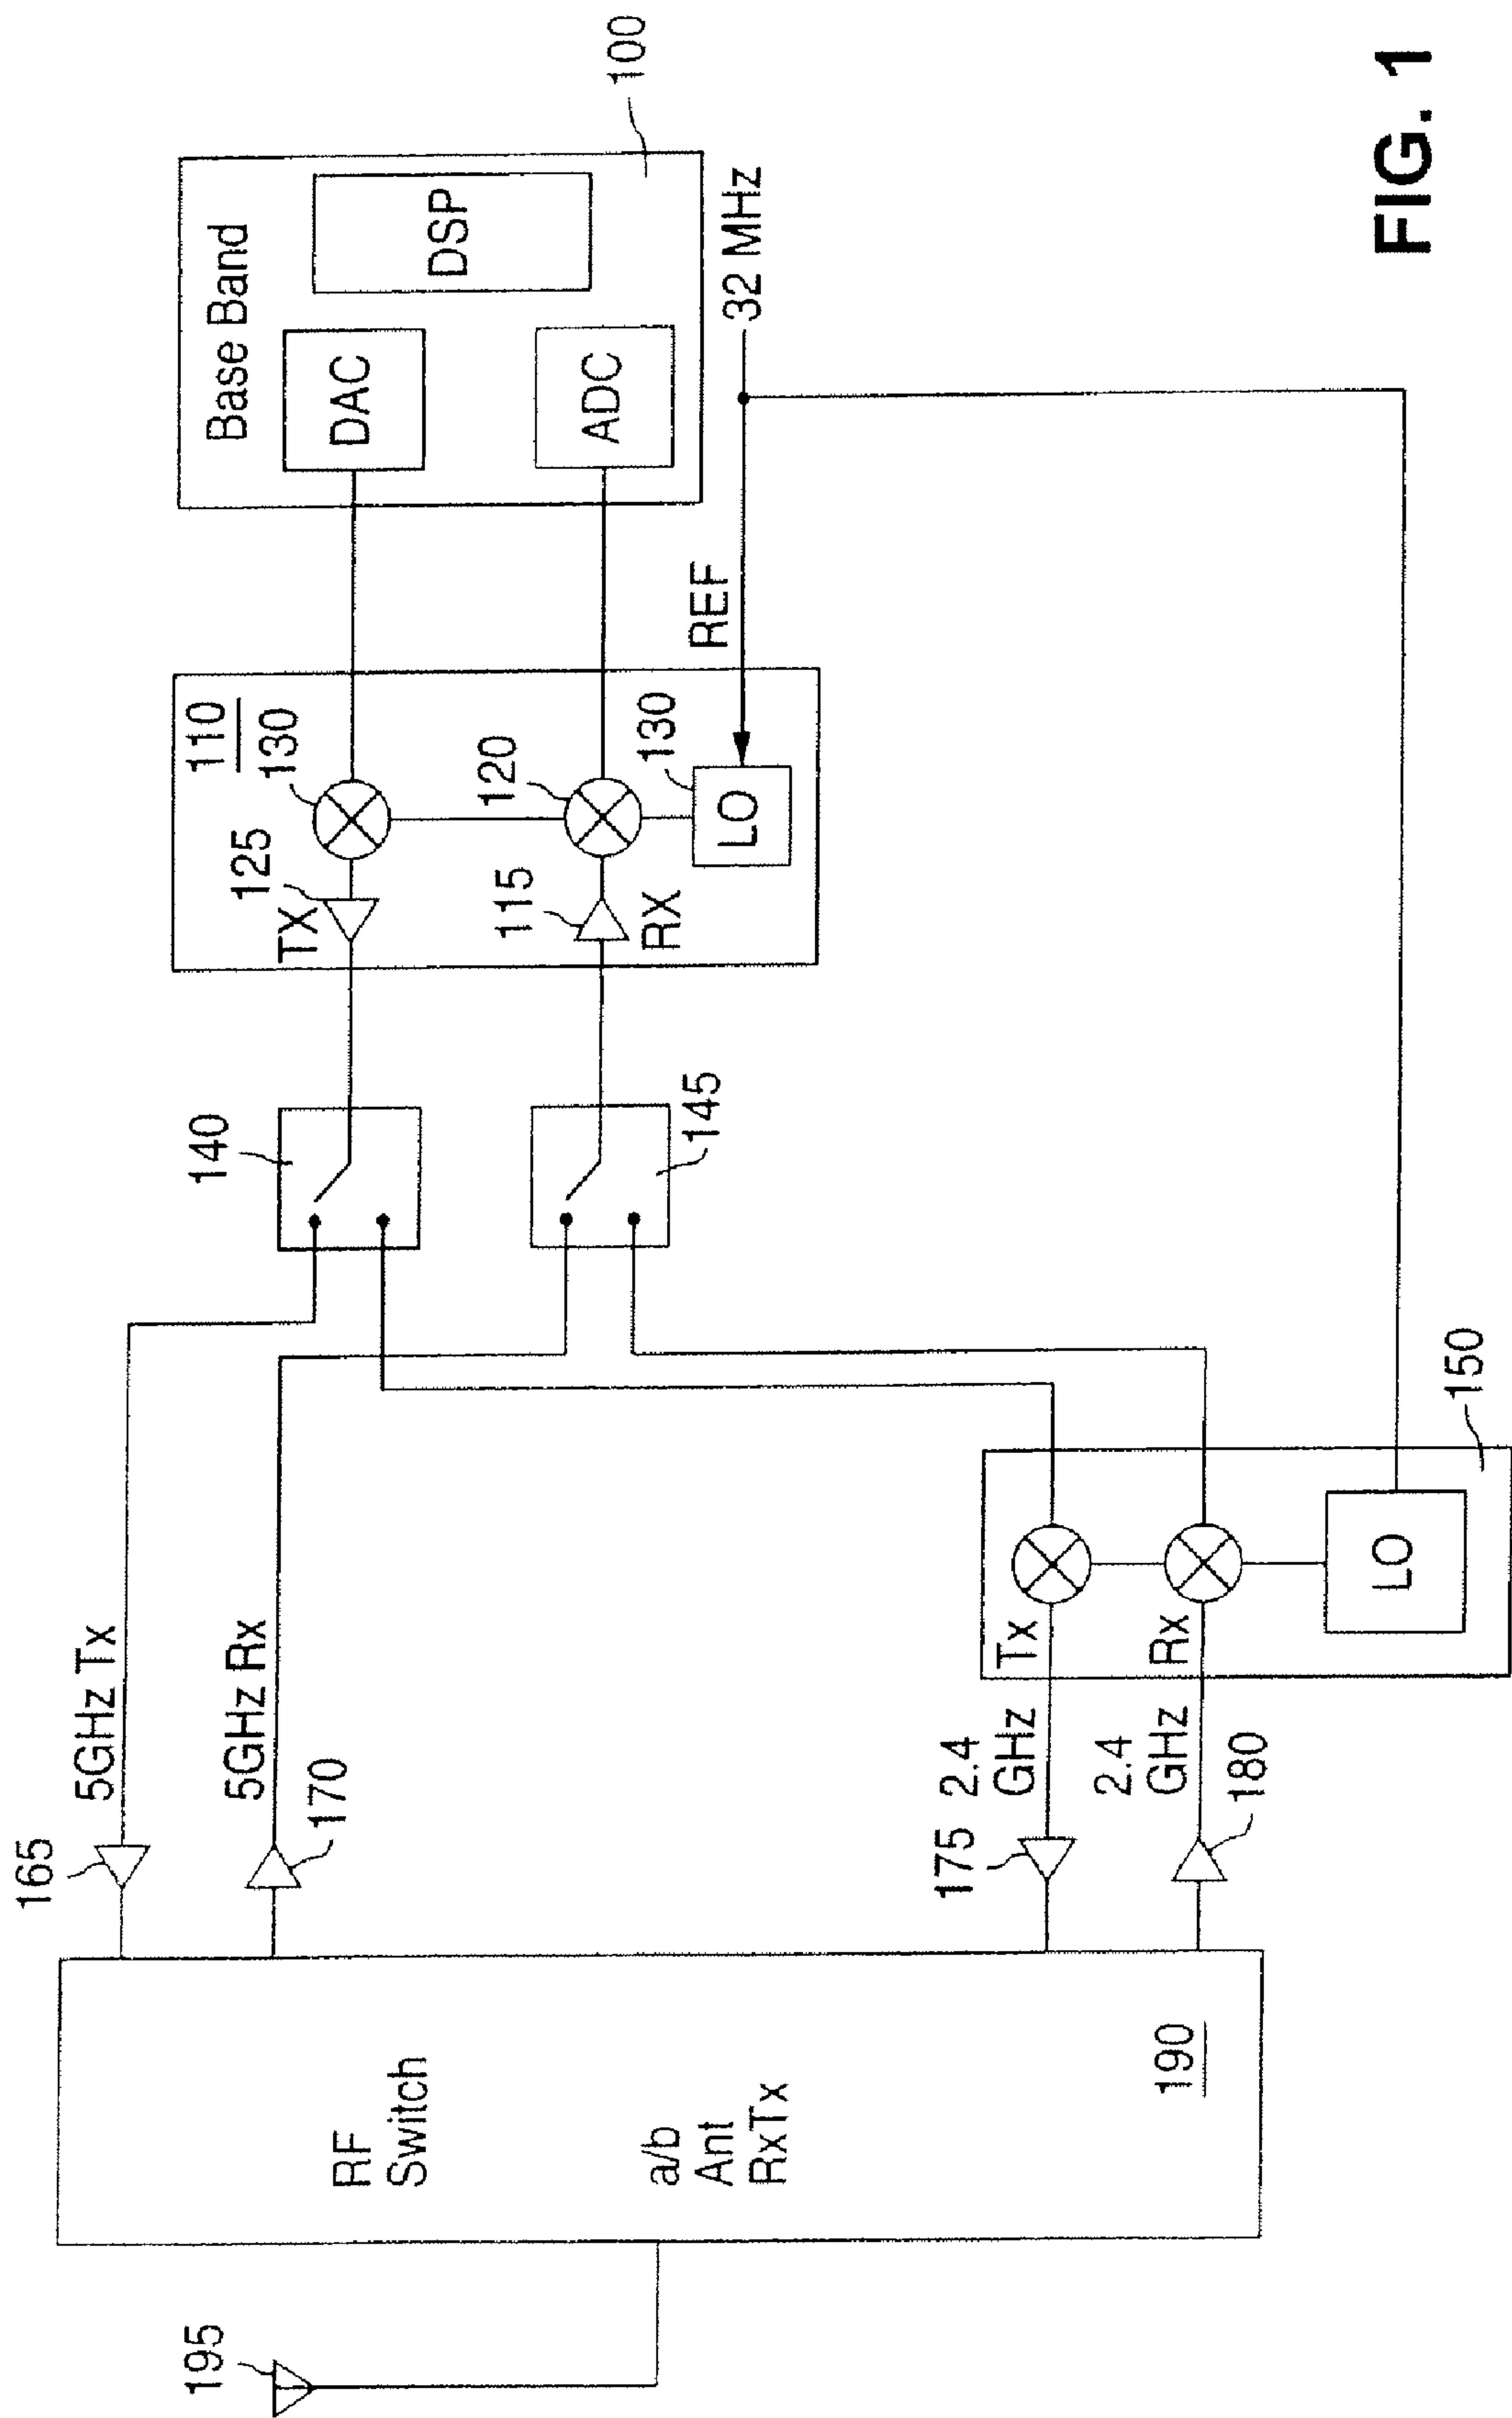 195
RF
Switch
a/b
Ant
RxTx
190
165
5GHz Tx
170
5GHz Rx
175
2.4
GHz
180
2.4
GHz
Tx
Rx
LO
150
140
145
110
130
125
TX
120
115
RX
130
LO
REF
32 MHz
Base Band
DAC
ADC
DSP
100
FIG. 1